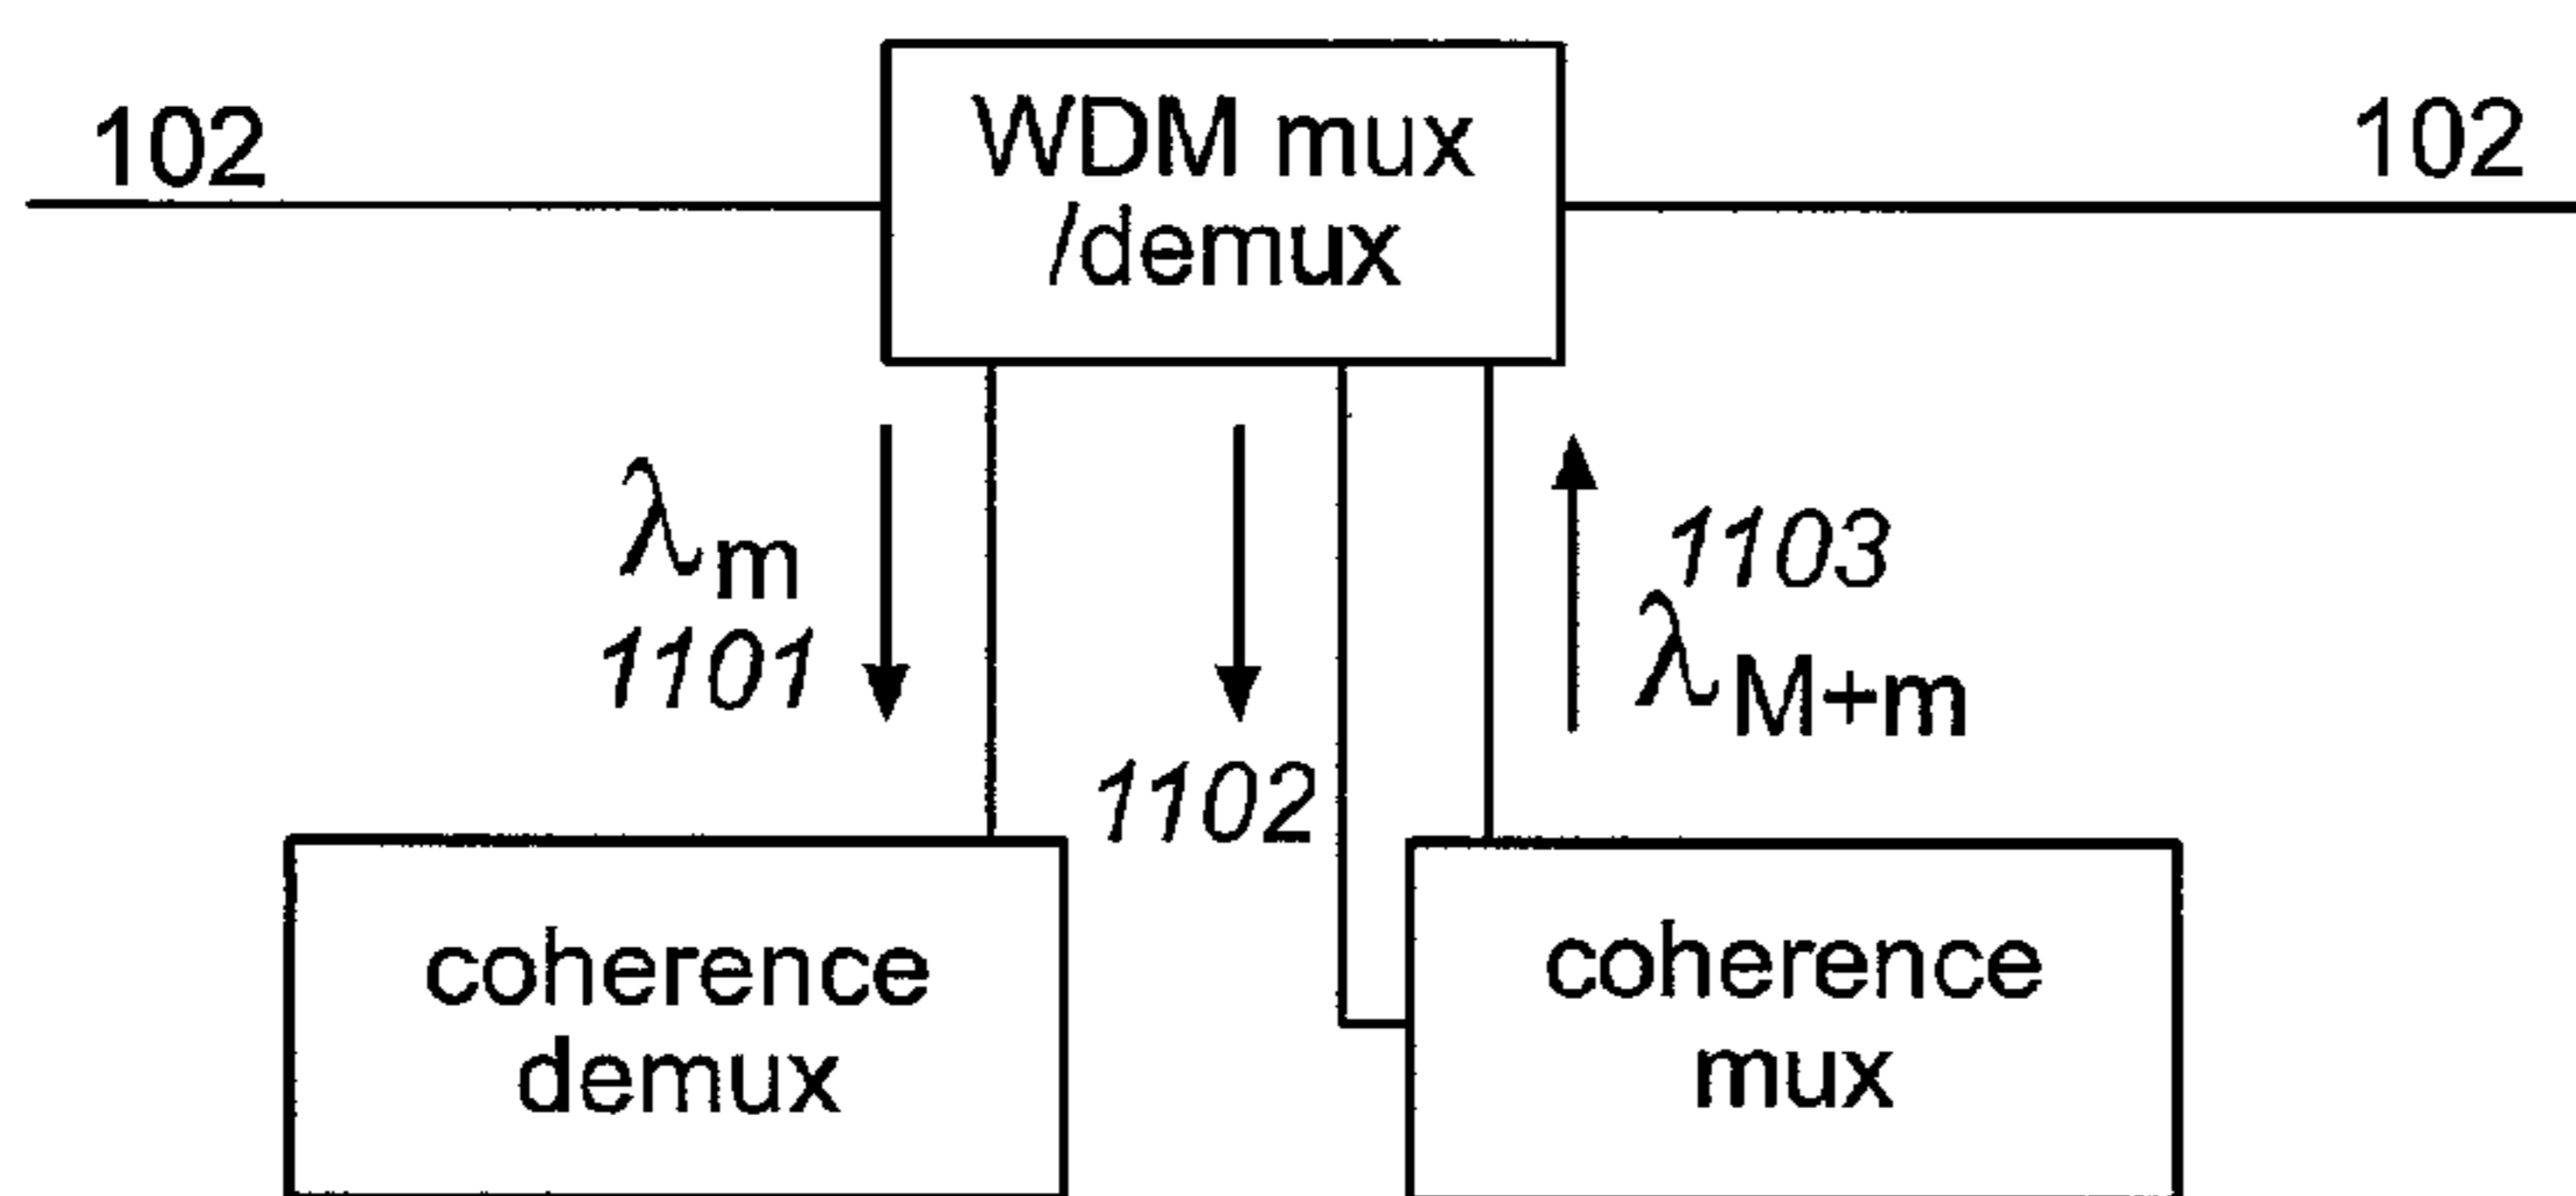 102
WDM mux
/demux
102
λm
1101
1102
1103
λM+m
coherence
demux
coherence
mux